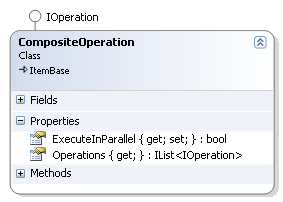 IOperation
CompositeOperation
Class
ItemBase
Fields
Properties
ExecuteInParallel { get; set; } : bool
Operations { get; } : IList<IOperation>
Methods